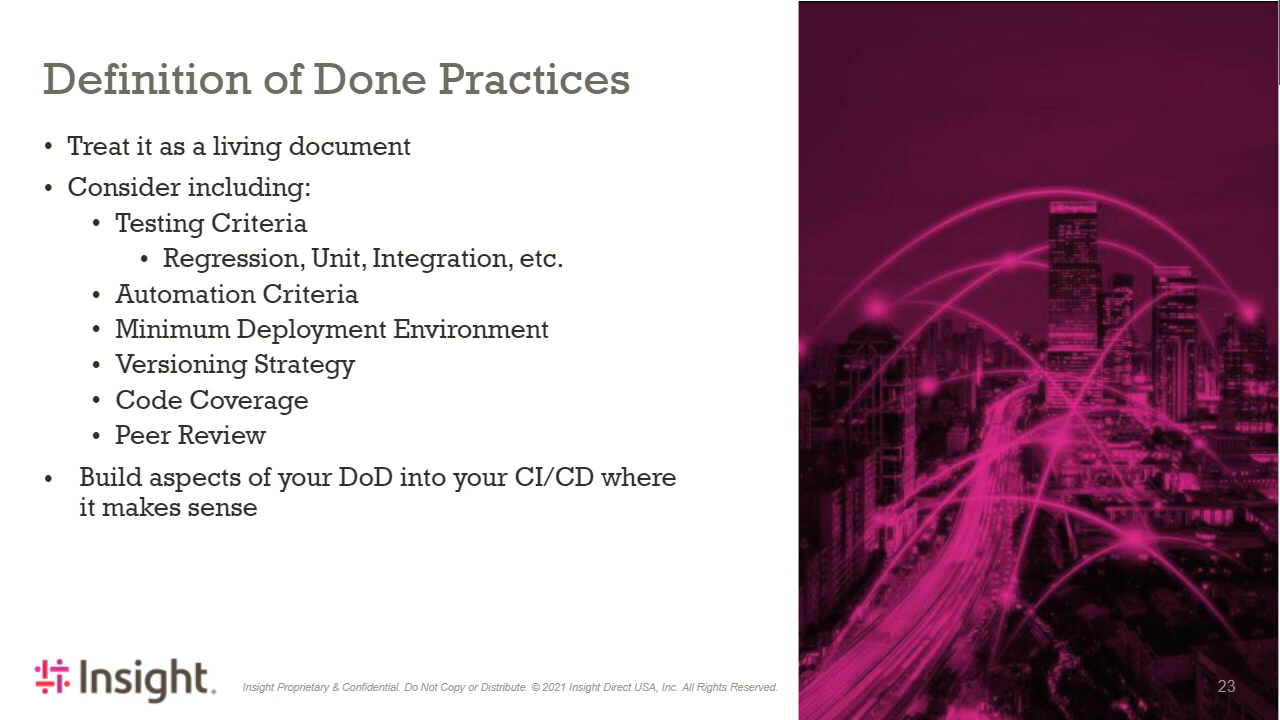 Definition of Done Practices
• Treat it as a living document
• Consider including:
• Testing Criteria
• Regression, Unit, Integration, etc.
• Automation Criteria
• Minimum Deployment Environment
• Versioning Strategy
• Code Coverage
• Peer Review
• Build aspects of your DoD into your CI/CD where
it makes sense
Insight.
Insight Proprietary & Confidential. Do Not Copy or Distribute. © 2021 Insight Direct USA, Inc. All Rights Reserved.
23